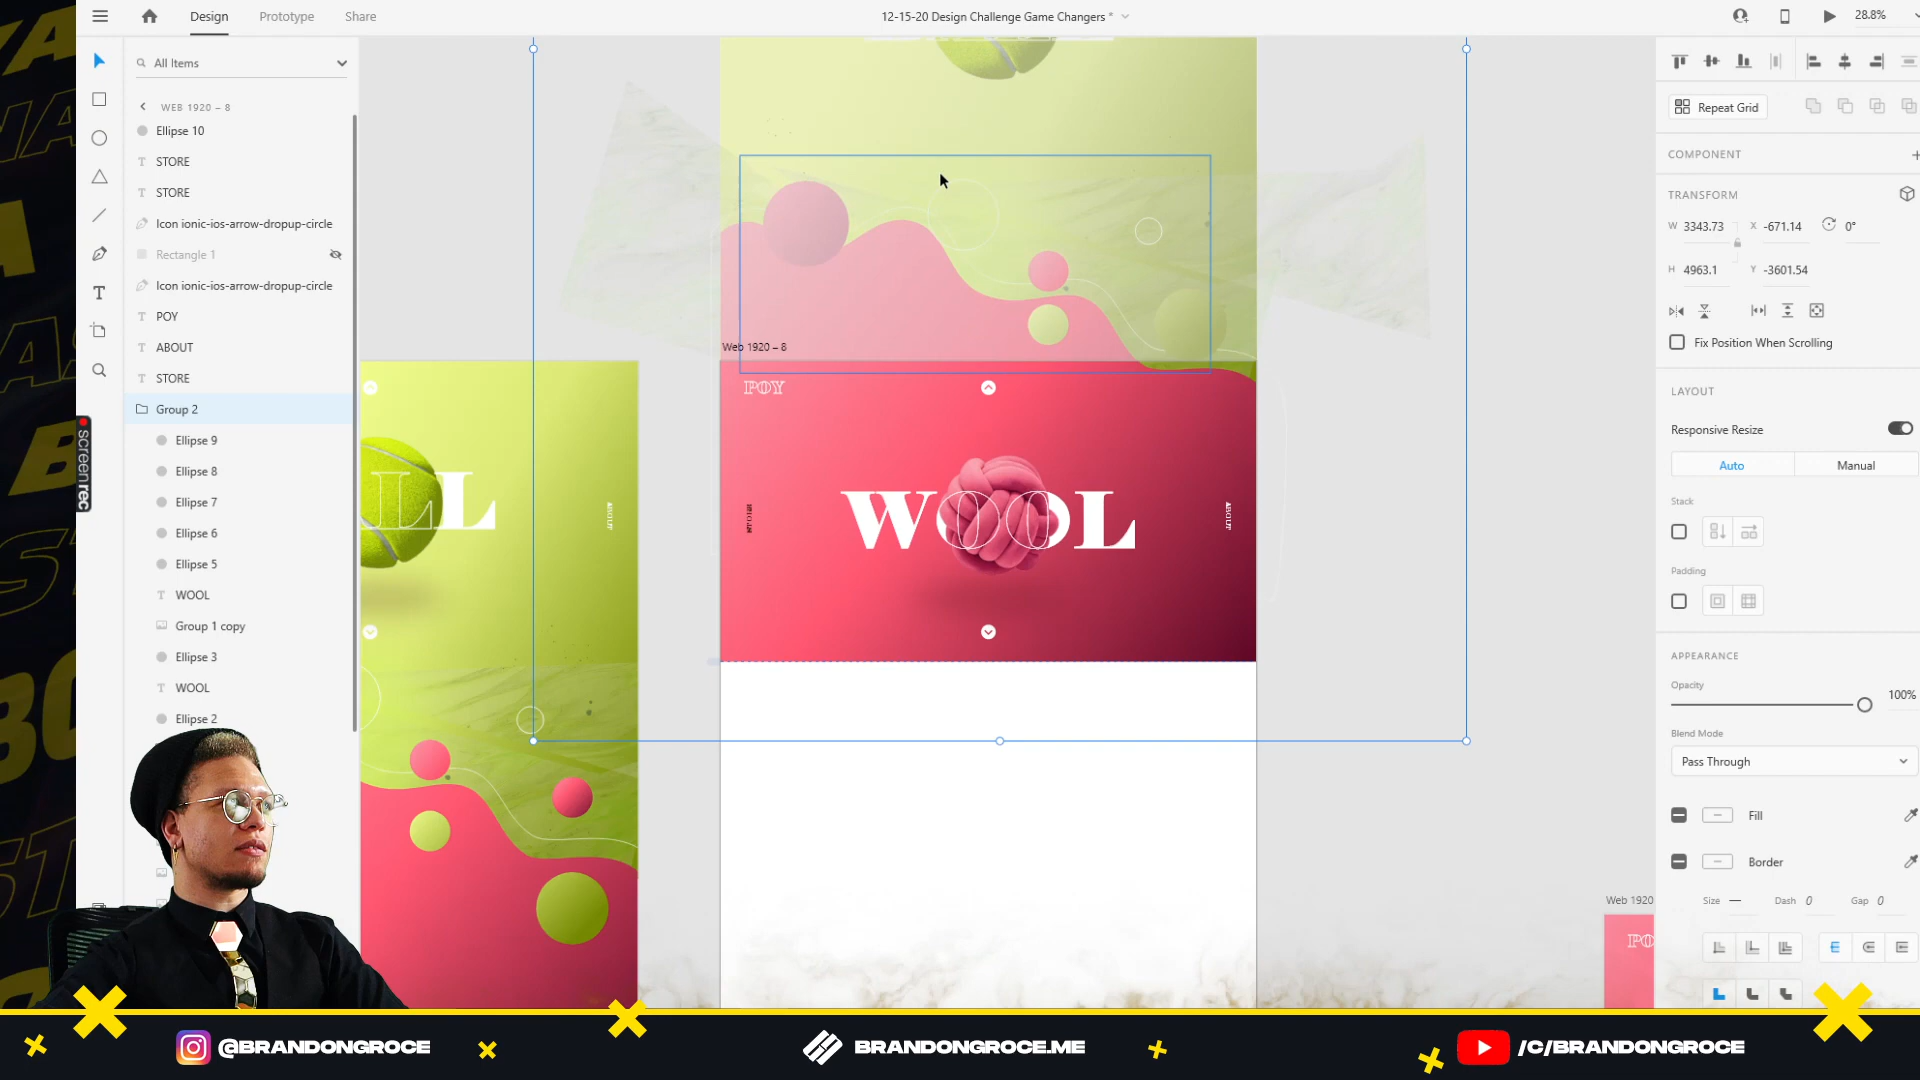 Design
Prototype
Share
12-15-20 Design Challenge Game Changers *
28.8%
All Items
WEB 1920 – 8
Ellipse 10
STORE
STORE
Icon ionic-ios-arrow-dropup-circle
Rectangle 1
Icon ionic-ios-arrow-dropup-circle
POY
ABOUT
STORE
Group 2
Ellipse 9
Ellipse 8
Ellipse 7
Ellipse 6
Ellipse 5
WOOL
Group 1 copy
Ellipse 3
WOOL
Ellipse 2
screenrec
LL
ABOUT
Web 1920 – 8
POY
WOOL
ABOUT
Web 1920
PO
Repeat Grid
COMPONENT
TRANSFORM
W 3343.73
X -671.14
0°
H 4963.1
Y -3601.54
Fix Position When Scrolling
LAYOUT
Responsive Resize
Auto
Manual
Stack
Padding
APPEARANCE
Opacity
100%
Blend Mode
Pass Through
Fill
Border
Size —
Dash 0
Gap 0
@BRANDONGROCE
BRANDONGROCE.ME
/C/BRANDONGROCE